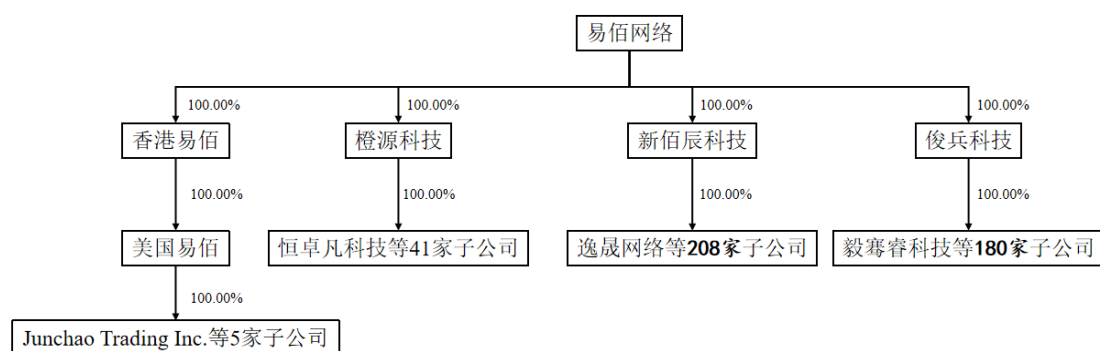 易佰网络
100.00%
100.00%
100.00%
100.00%
香港易佰
橙源科技
新佰辰科技
俊兵科技
100.00%
100.00%
100.00%
100.00%
美国易佰
恒卓凡科技等41家子公司
逸晟网络等208家子公司
毅骞睿科技等180家子公司
100.00%
Junchao Trading Inc.等5家子公司